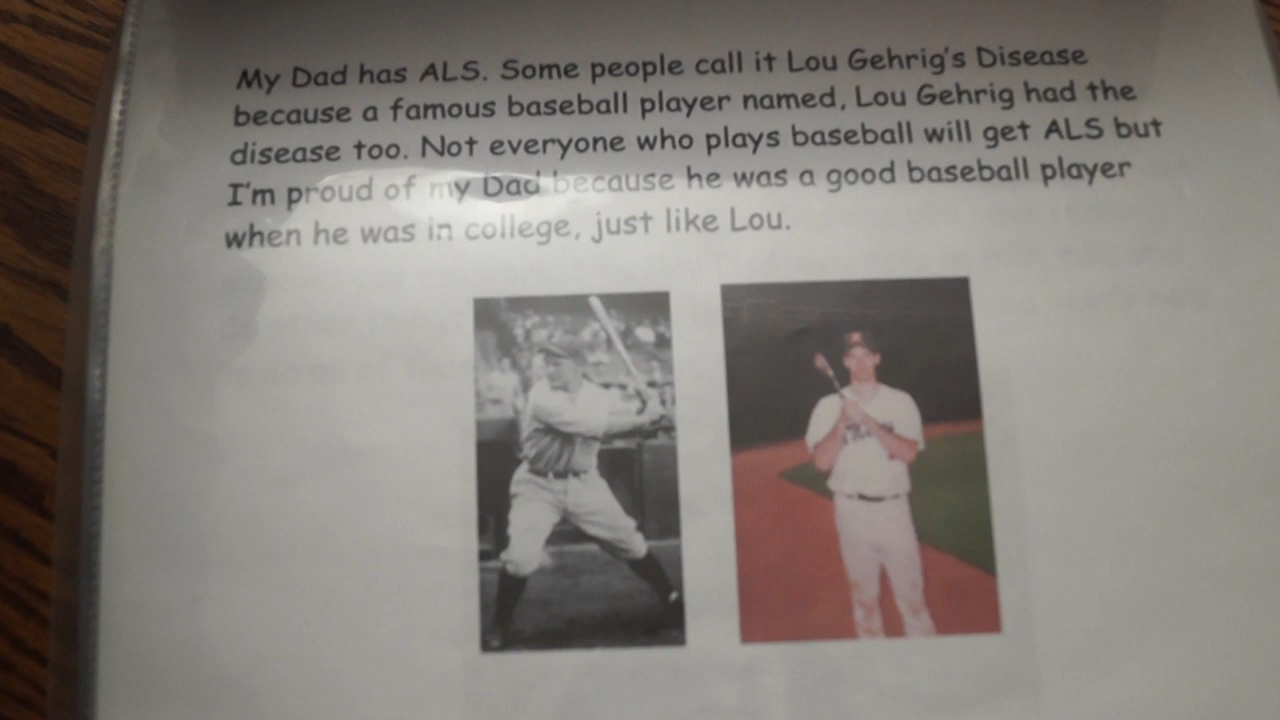 My Dad has ALS. Some people call it Lou Gehrig's Disease
because a famous baseball player named, Lou Gehrig had the
disease too. Not everyone who plays baseball will get ALS but
I'm proud of my Dad because he was a good baseball player
when he was in college, just like Lou.